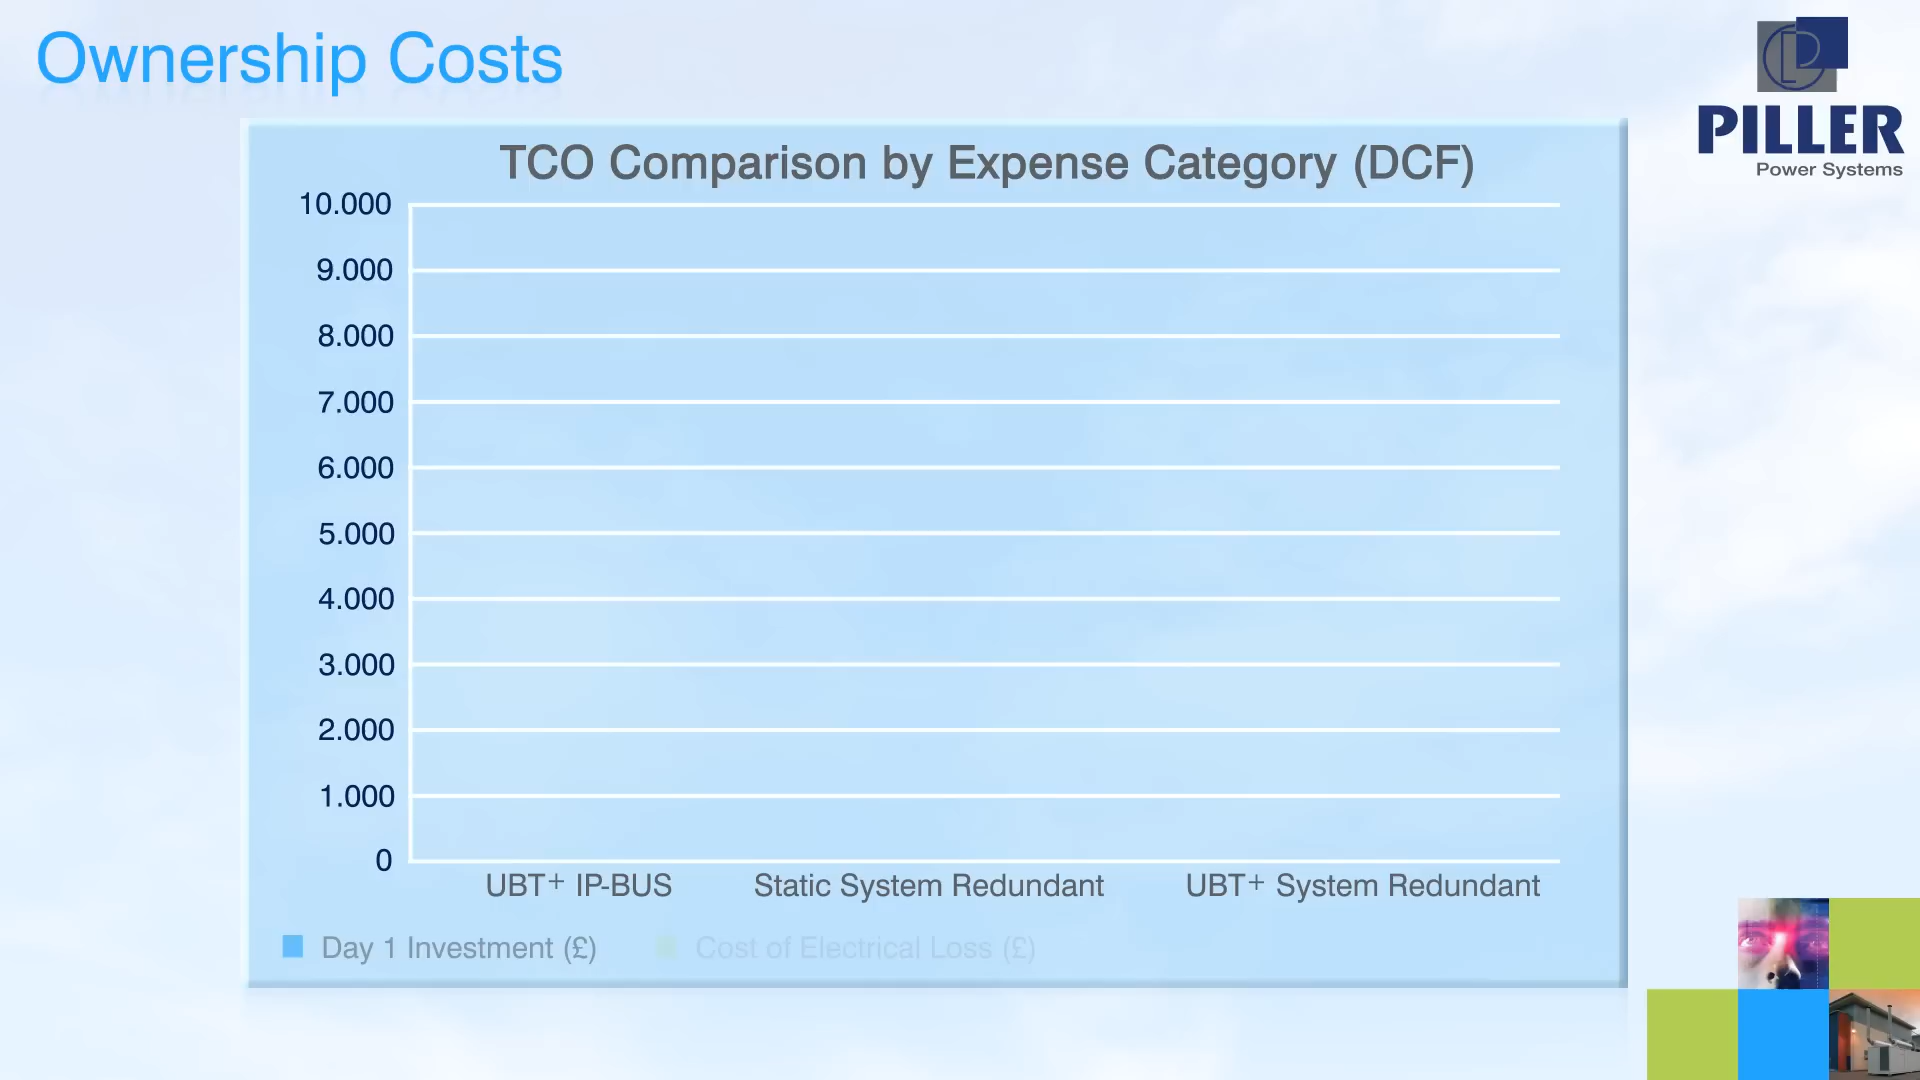 Ownership Costs
PILLER
Power Systems
TCO Comparison by Expense Category (DCF)
10.000
9.000
8.000
7.000
6.000
5.000
4.000
3.000
2.000
1.000
0
UBT+ IP-BUS Static System Redundant UBT+ System Redundant
Day 1 Investment (£) Cost of Electrical Loss (£)